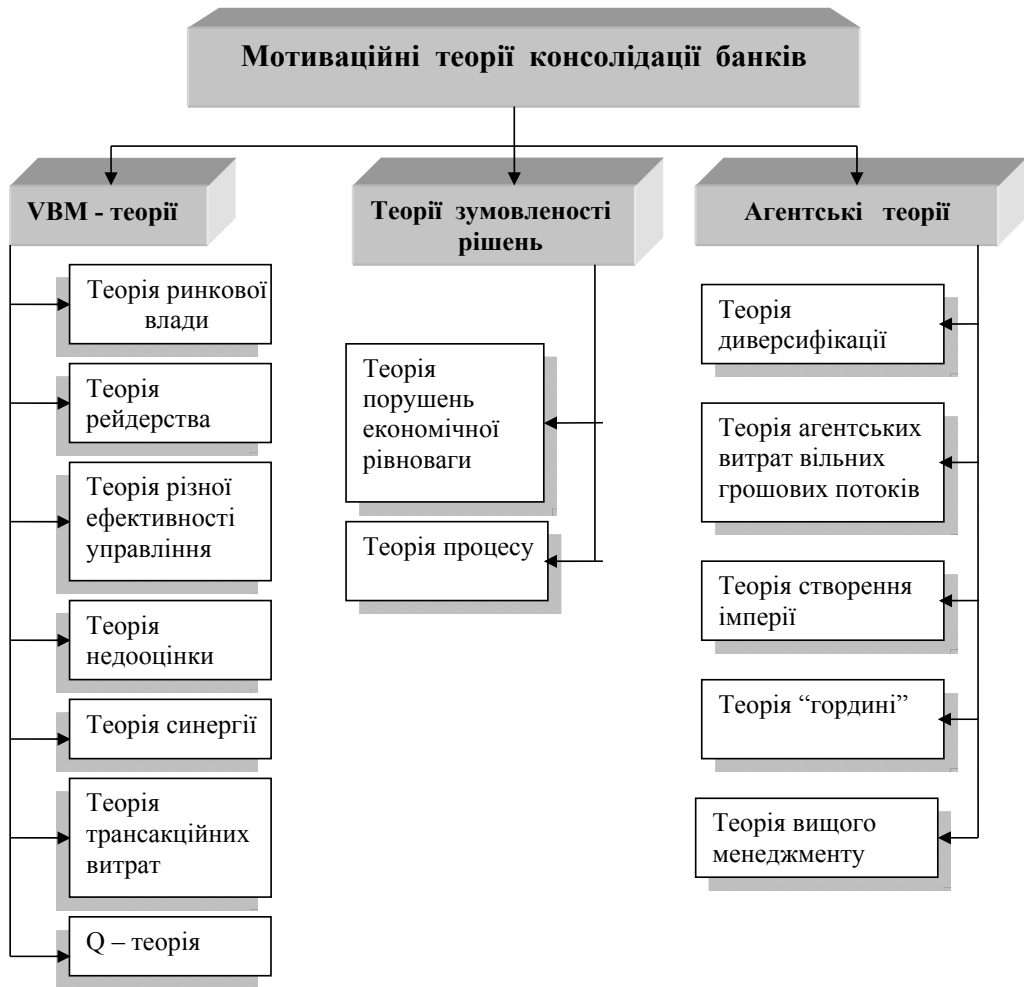 Мотиваційні теорії консолідації банків
VBM - теорії
Теорія ринкової
влади
Теорія
рейдерства
Теорія різної
ефективності
управління
Теорія
недооцінки
Теорія синергії
Теорія
трансакційних
витрат
Q – теорія
Теорії зумовленості
рішень
Теорія
порушень
економічної
рівноваги
Теорія процесу
Агентські теорії
Теорія
диверсифікації
Теорія агентських
витрат вільних
грошових потоків
Теорія створення
імперії
Теорія “гордині”
Теорія вищого
менеджменту